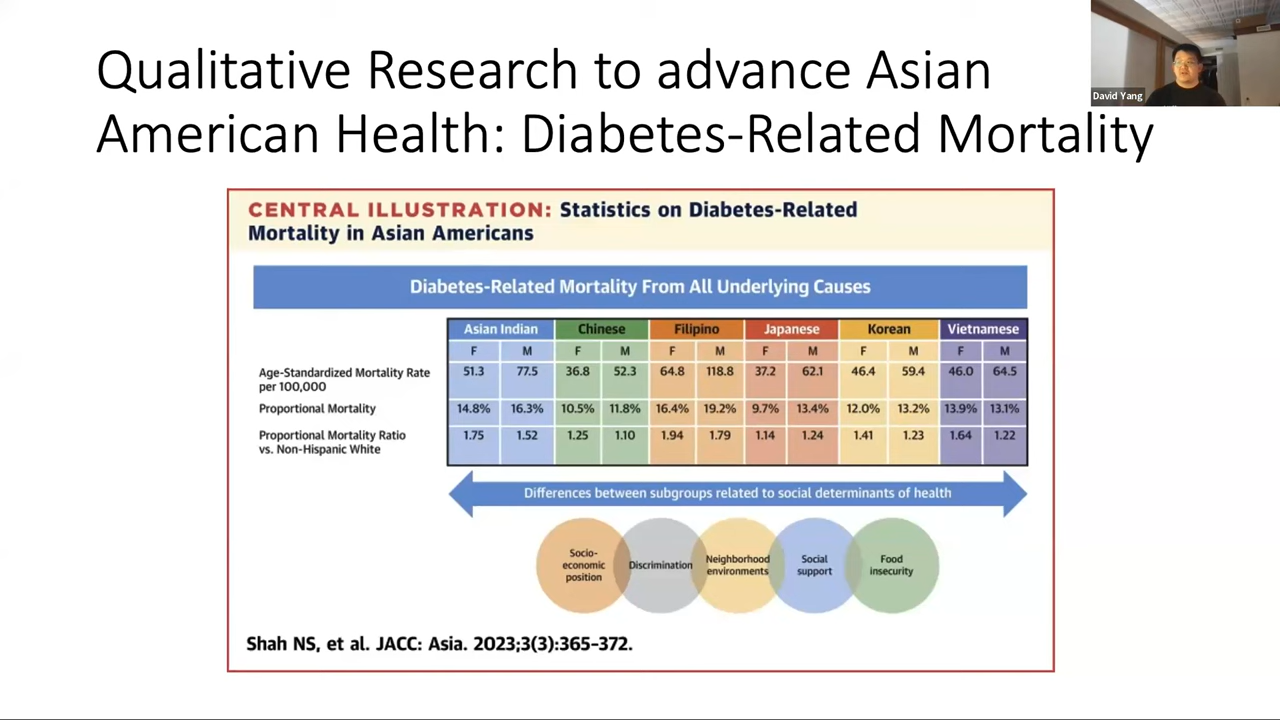 Qualitative Research to advance Asian
American Health: Diabetes-Related Mortality
David Yang
CENTRAL ILLUSTRATION: Statistics on Diabetes-Related
Mortality in Asian Americans
Diabetes-Related Mortality From All Underlying Causes
Asian Indian Chinese Filipino Japanese Korean Vietnamese
F M F M F M F M F M F M
Age-Standardized Mortality Rate
per 100,000
51.3 77.5 36.8 52.3 64.8 118.8 37.2 62.1 46.4 59.4 46.0 64.5
Proportional Mortality 14.8% 16.3% 10.5% 11.8% 16.4% 19.2% 9.7% 13.4% 12.0% 13.2% 13.9% 13.1%
Proportional Mortality Ratio
vs. Non-Hispanic White
1.75 1.52 1.25 1.10 1.94 1.79 1.14 1.24 1.41 1.23 1.64 1.22
Differences between subgroups related to social determinants of health
Socio-
economic
position
Discrimination
Neighborhood
environments
Social
support
Food
insecurity
Shah NS, et al. JACC: Asia. 2023;3(3):365–372.